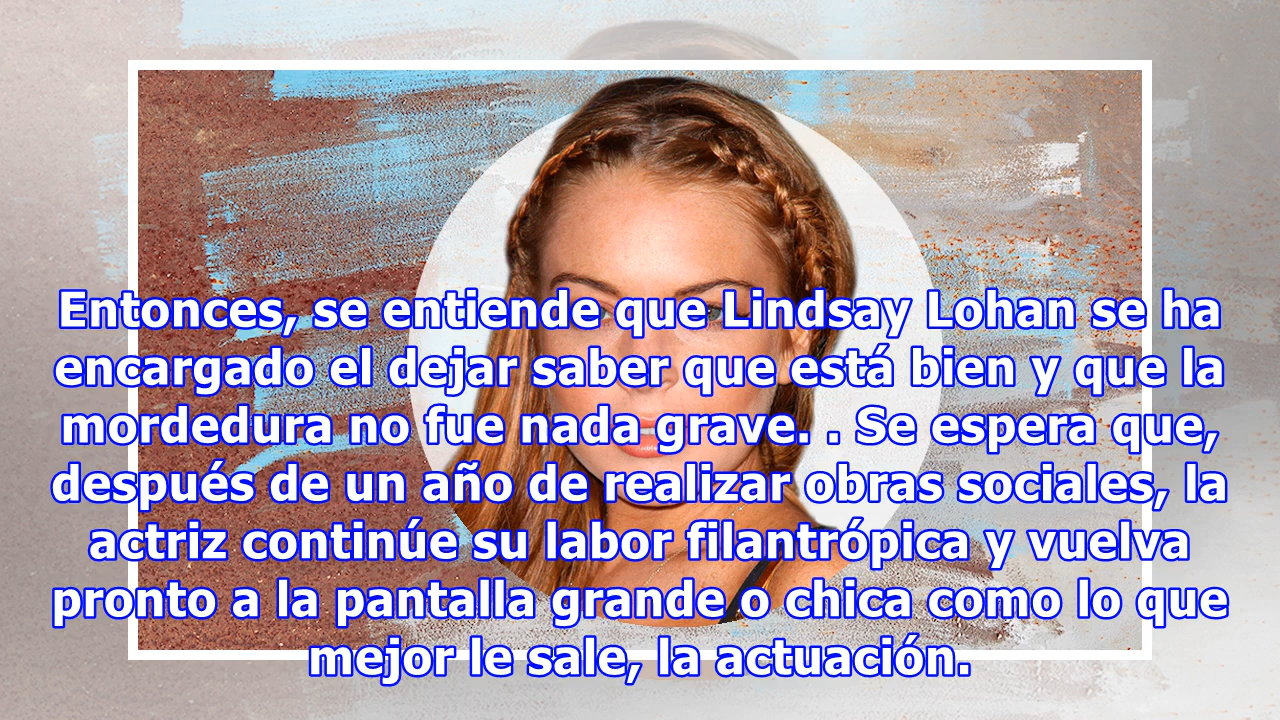 Entonces, se entiende que Lindsay Lohan se ha
encargado el dejar saber que está bien y que la
mordedura no fue nada grave. . Se espera que,
después de un año de realizar obras sociales, la
actriz continúe su labor filantrópica y vuelva
pronto a la pantalla grande o chica como lo que
mejor le sale, la actuación.